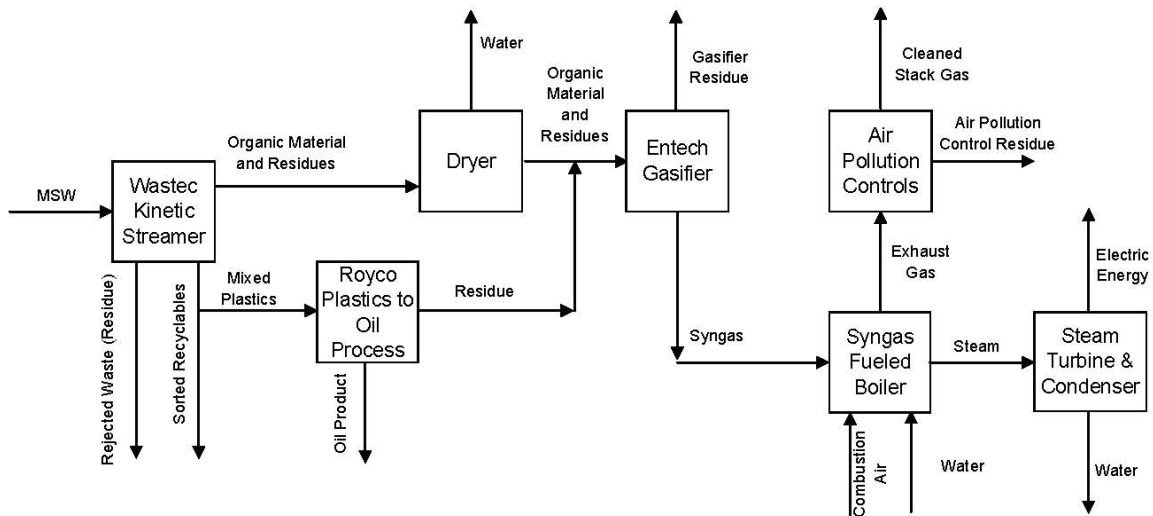 MSW
Wastec
Kinetic
Streamer
Rejected Waste (Residue)
Sorted Recyclables
Organic Material
and Residues
Mixed
Plastics
Royco
Plastics to
Oil
Process
Oil Product
Residue
Water
Dryer
Organic
Material
and
Residues
Gasifier
Residue
Entech
Gasifier
Syngas
Cleaned
Stack Gas
Air
Pollution
Controls
Air Pollution
Control Residue
Exhaust
Gas
Syngas
Fueled
Boiler
Combustion
Air
Water
Steam
Electric
Energy
Steam
Turbine &
Condenser
Water